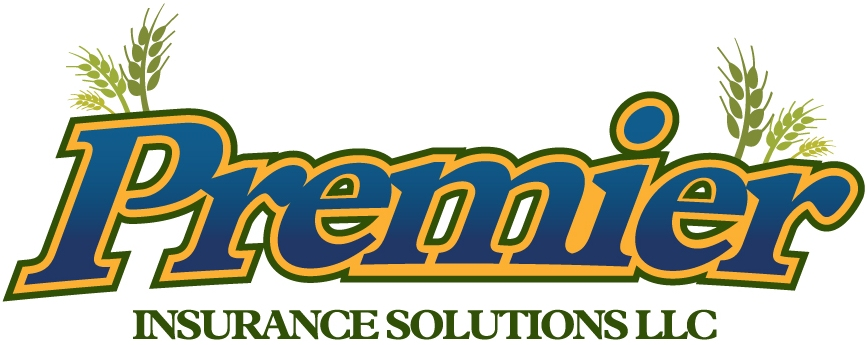 Premier
INSURANCE SOLUTIONS LLC